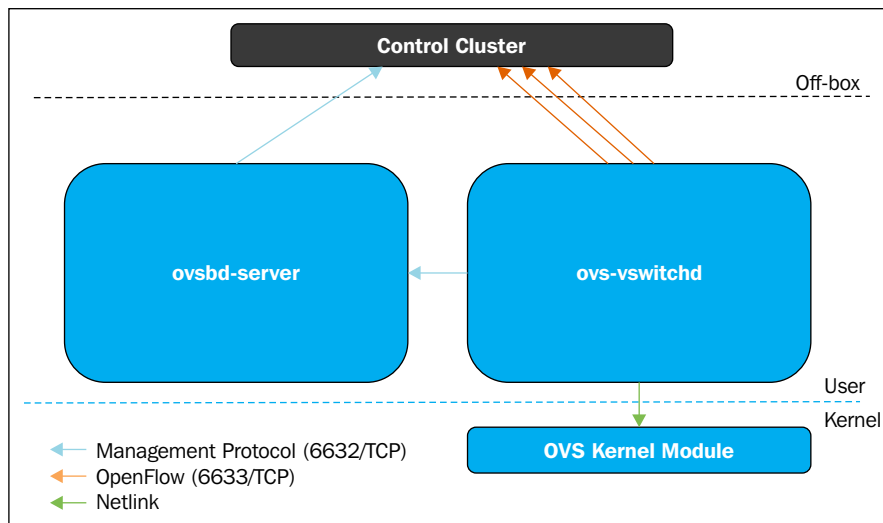 Control Cluster
Off-box
ovsbd-server
ovs-vswitchd
User
Kernel
OVS Kernel Module
Management Protocol (6632/TCP)
OpenFlow (6633/TCP)
Netlink